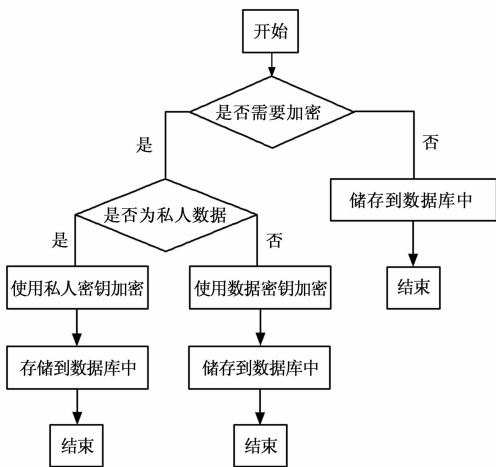 开始
是否需要加密
是
否
是否为私人数据
储存到数据库中
是
否
使用私人密钥加密
使用数据密钥加密
结束
存储到数据库中
储存到数据库中
结束
结束